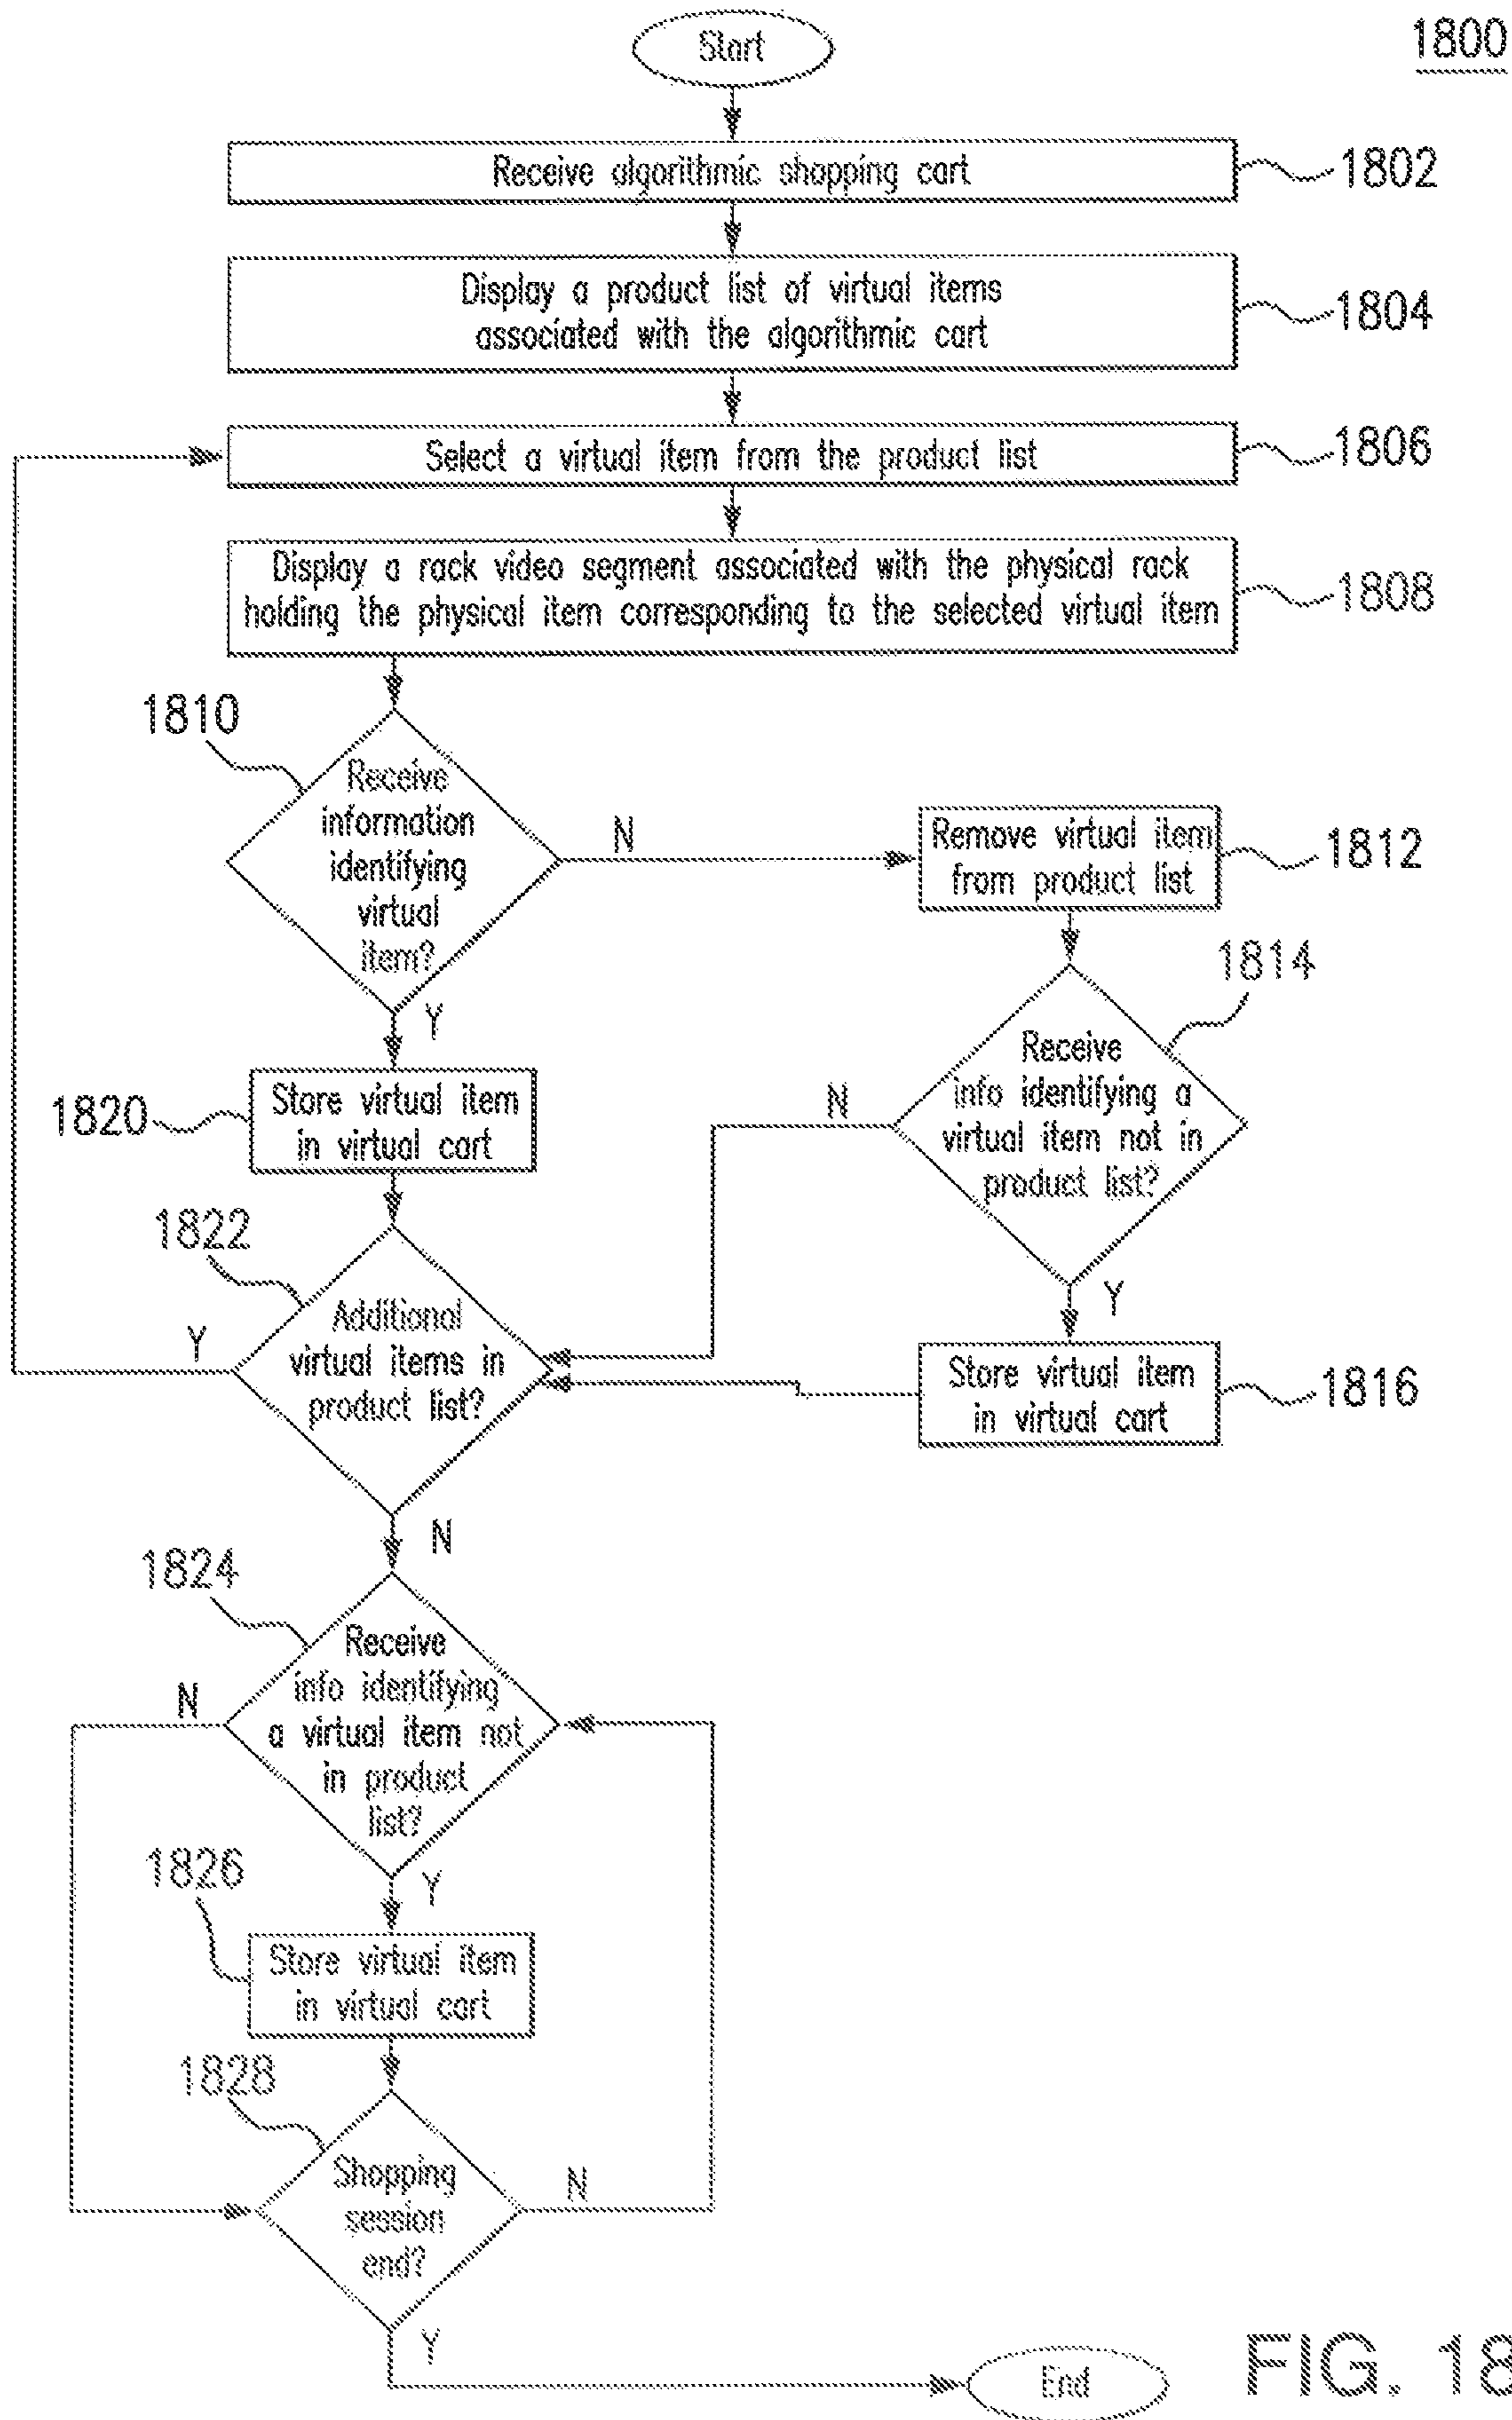 1800
Start
Receive algorithmic shopping cart
1802
Display a product list of virtual items
associated with the algorithmic cart
1804
Select a virtual item from the product list
1806
Display a rack video segment associated with the physical rack
holding the physical item corresponding to the selected virtual item
1808
1810
Receive
information
identifying
virtual
item?
N
Y
Remove virtual item
from product list
1812
1814
Receive
info identifying a
virtual item not in
product list?
N
Y
1820
Store virtual item
in virtual cart
1822
Additional
virtual items in
product list?
Y
N
Store virtual item
in virtual cart
1816
1824
Receive
info identifying
a virtual item not
in product
list?
N
Y
1826
Store virtual item
in virtual cart
1828
Shopping
session
end?
N
Y
End
FIG. 18